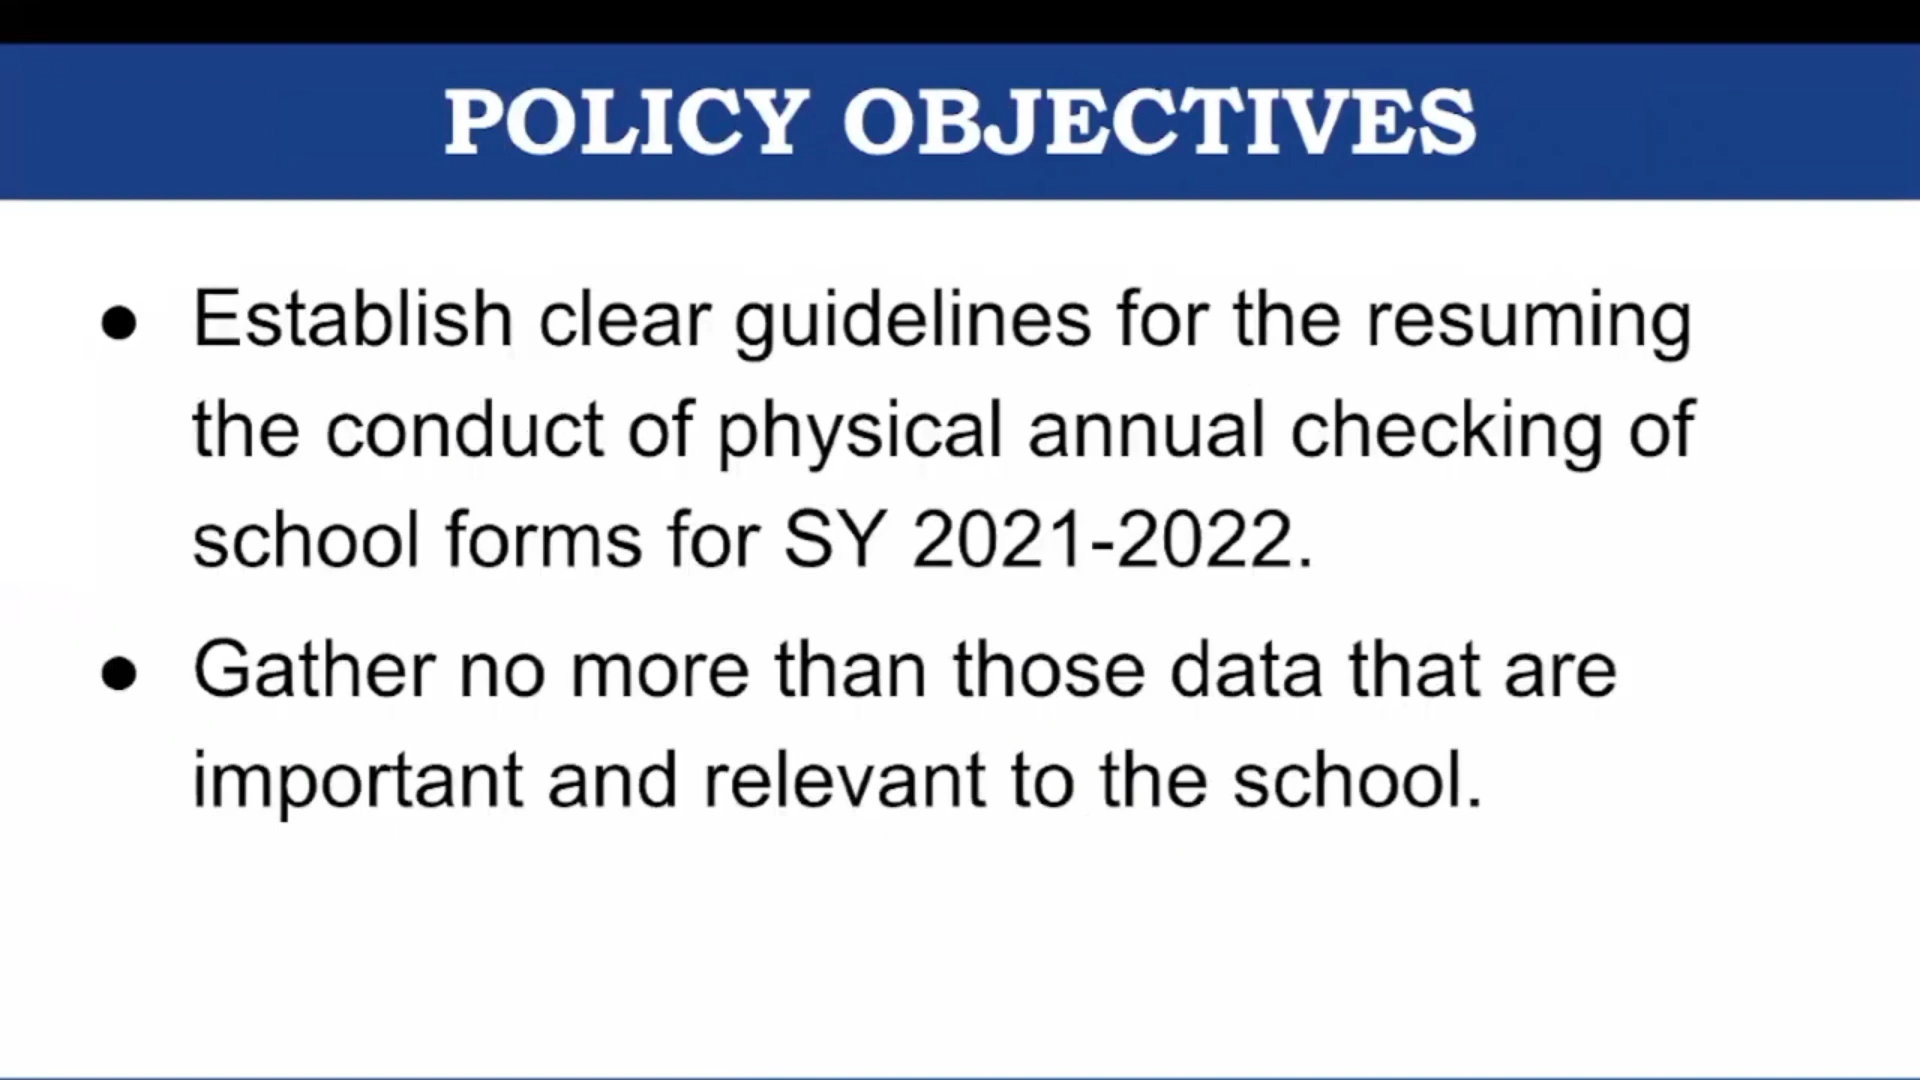 POLICY OBJECTIVES
● Establish clear guidelines for the resuming
the conduct of physical annual checking of
school forms for SY 2021-2022.
● Gather no more than those data that are
important and relevant to the school.